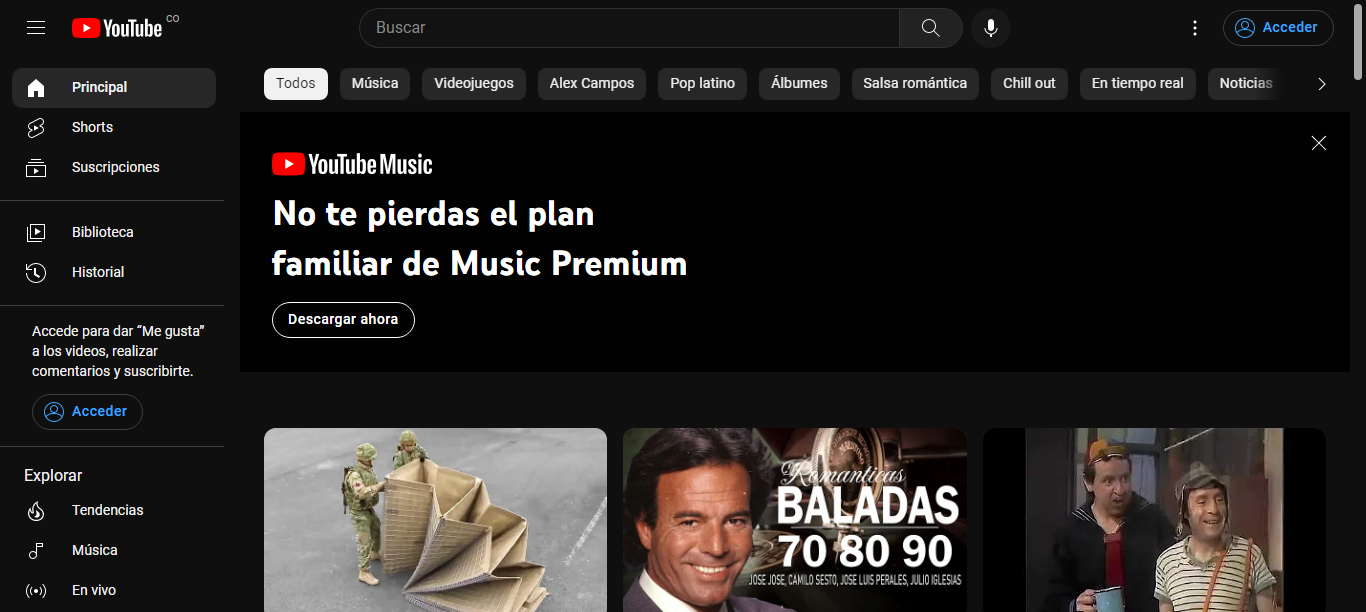 YouTube CO
Buscar
Acceder
Principal
Shorts
Suscripciones
Biblioteca
Historial
Accede para dar “Me gusta”
a los videos, realizar
comentarios y suscribirte.
Acceder
Explorar
Tendencias
Música
En vivo
Todos Música Videojuegos Alex Campos Pop latino Álbumes Salsa romántica Chill out En tiempo real Noticias
YouTube Music
No te pierdas el plan
familiar de Music Premium
Descargar ahora
Romanticas
BALADAS
70 80 90
JOSE JOSE, CAMILO SESTO, JOSE LUIS PERALES, JULIO IGLESIAS